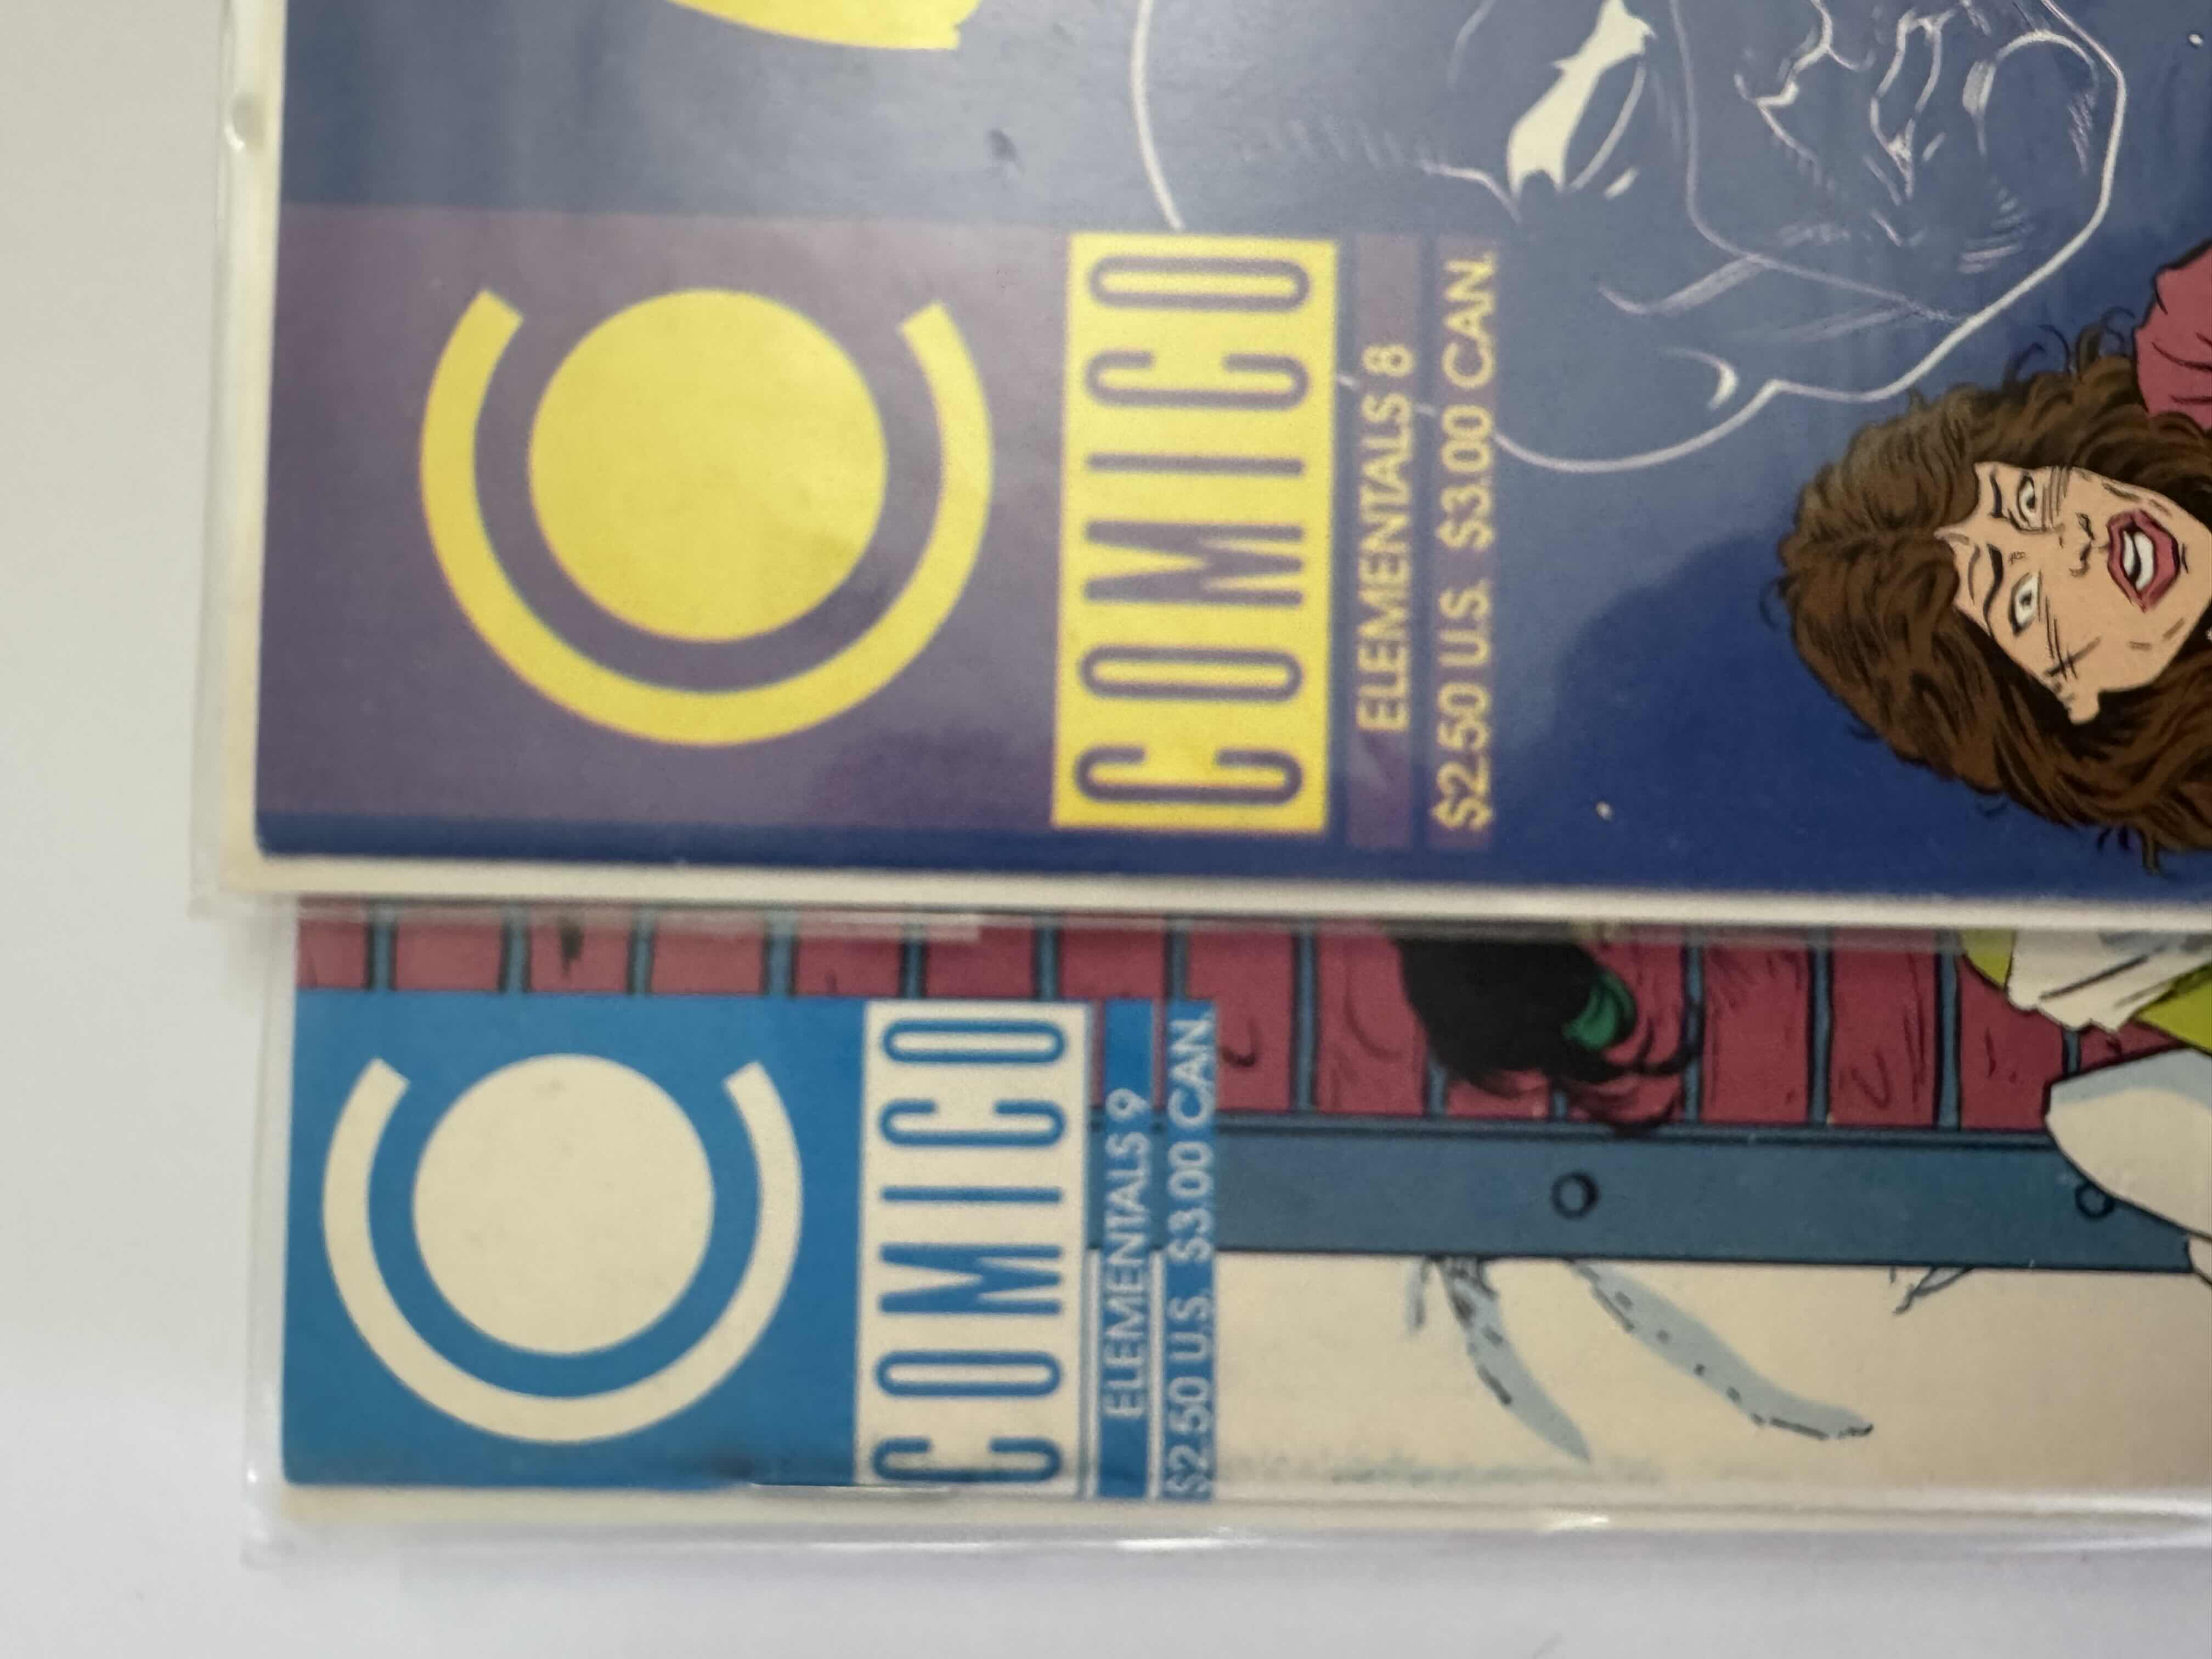 COMICO
ELEMENTALS 8
$2.50 U.S. $3.00 CAN.
COMICO
ELEMENTALS 9
$2.50 U.S. $3.00 CAN.